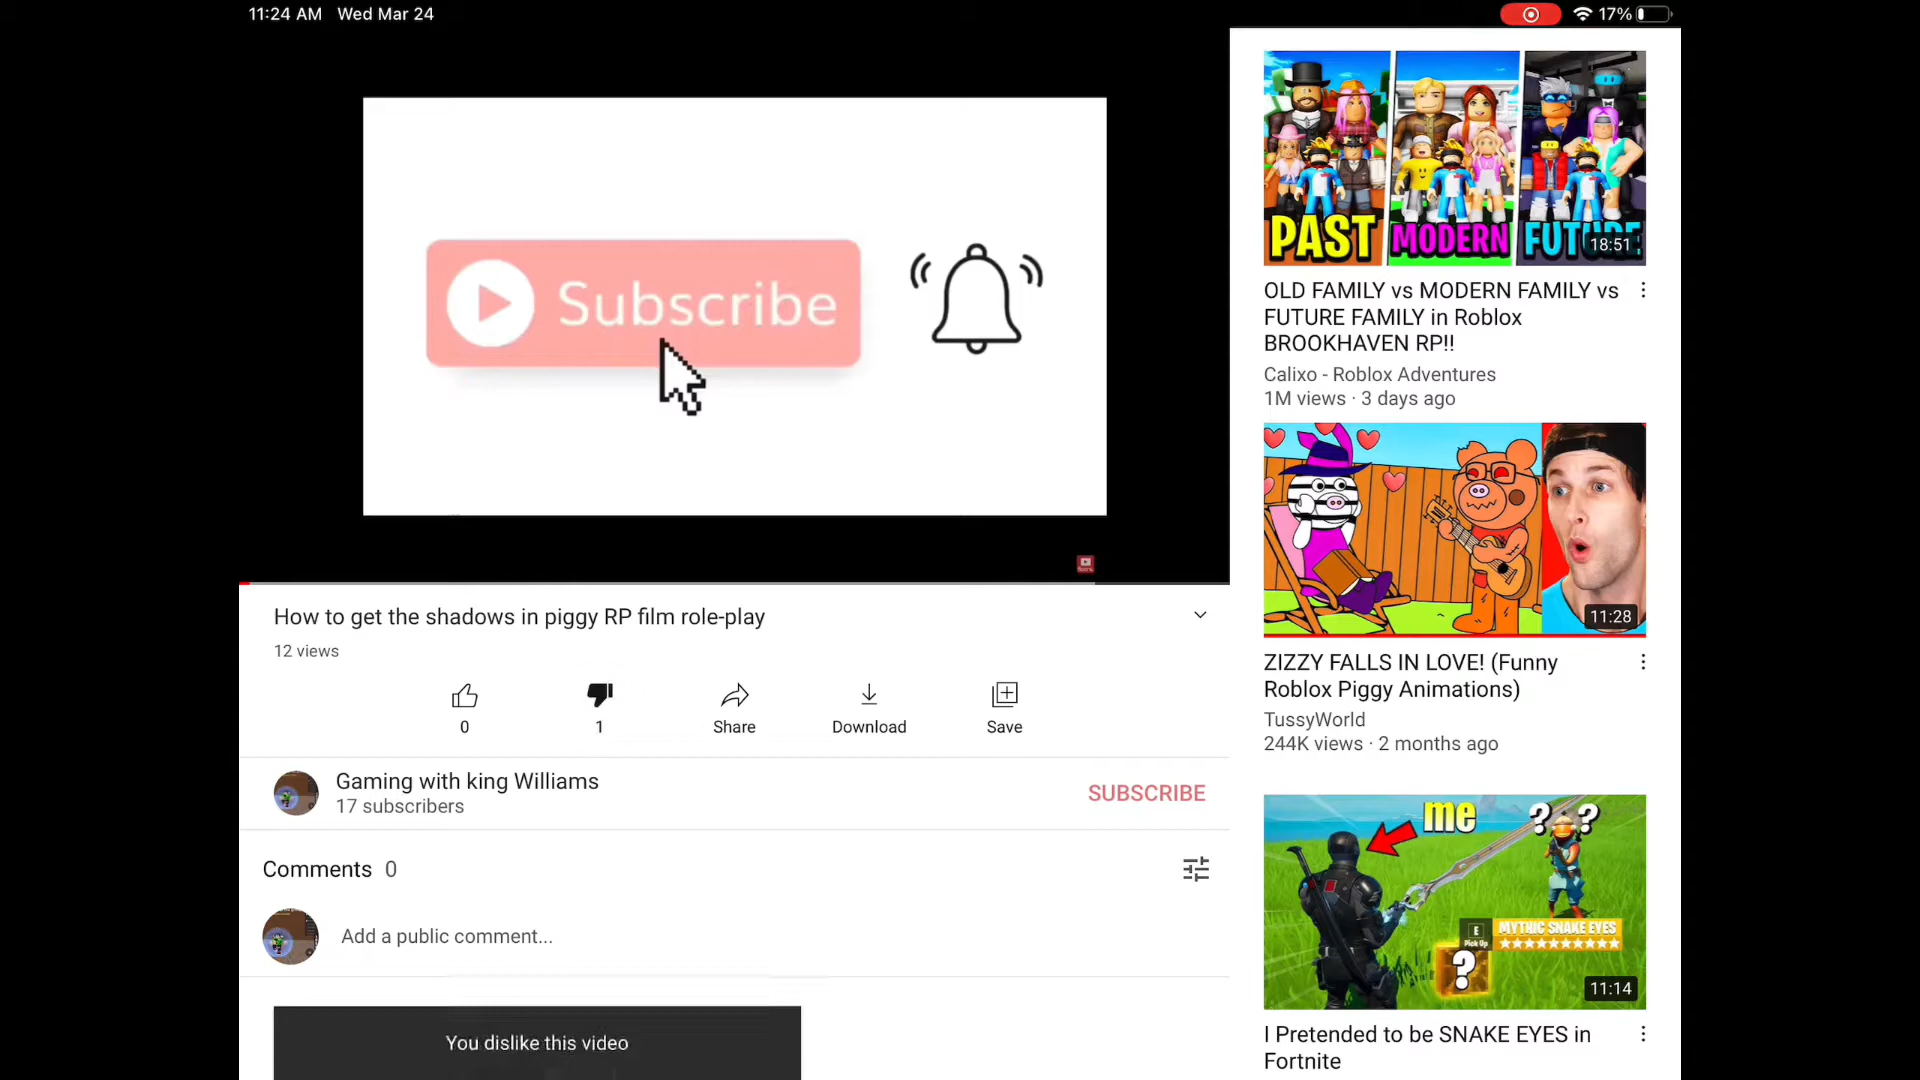 11:24 AM Wed Mar 24
17%
Subscribe
How to get the shadows in piggy RP film role-play
12 views
0
1
Share
Download
Save
Gaming with king Williams
17 subscribers
SUBSCRIBE
Comments 0
Add a public comment...
You dislike this video
PAST
MODERN
FUTURE
18:51
OLD FAMILY vs MODERN FAMILY vs
FUTURE FAMILY in Roblox
BROOKHAVEN RP!!
Calixo - Roblox Adventures
1M views · 3 days ago
11:28
ZIZZY FALLS IN LOVE! (Funny
Roblox Piggy Animations)
TussyWorld
244K views · 2 months ago
me
? ?
E
Pick Up
MYTHIC SNAKE EYES
?
11:14
I Pretended to be SNAKE EYES in
Fortnite